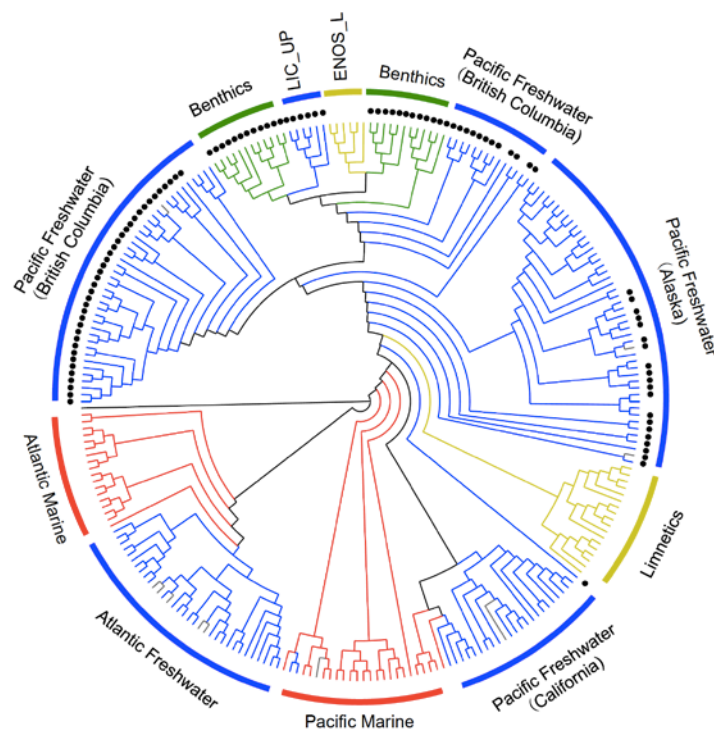 Benthics
LIC_UP
ENOS_L
Benthics
Pacific Freshwater
(British Columbia)
Pacific Freshwater
(Alaska)
Limnetics
Pacific Freshwater
(California)
Pacific Marine
Atlantic Freshwater
Atlantic Marine
Pacific Freshwater
(British Columbia)